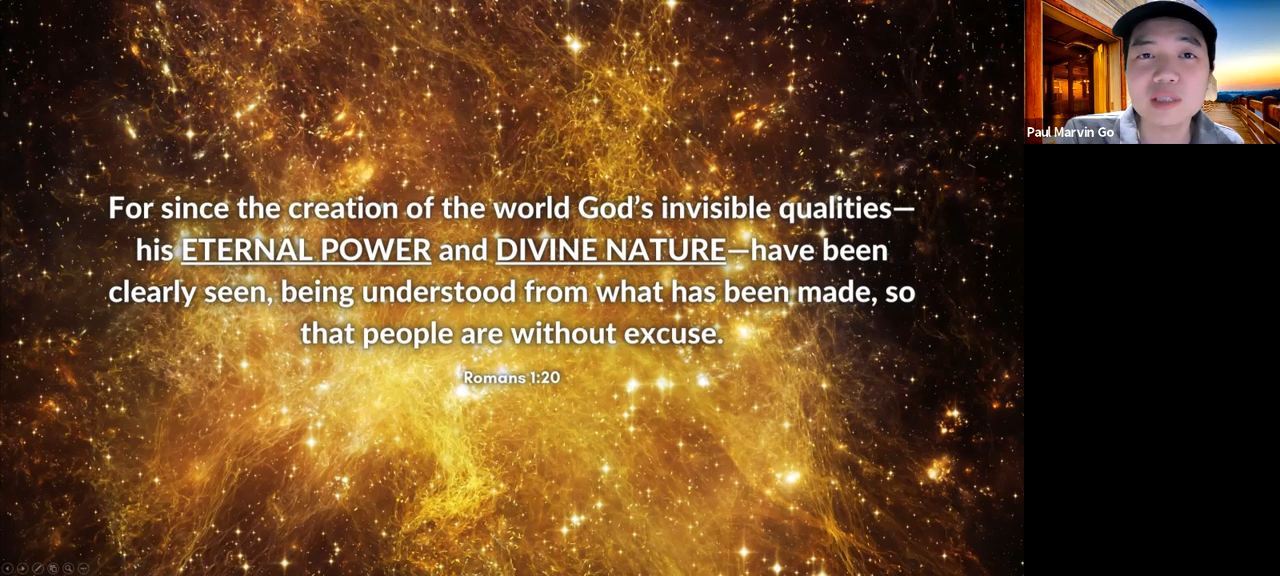 For since the creation of the world God’s invisible qualities—
his ETERNAL POWER and DIVINE NATURE—have been
clearly seen, being understood from what has been made, so
that people are without excuse.
Romans 1:20
Paul Marvin Go